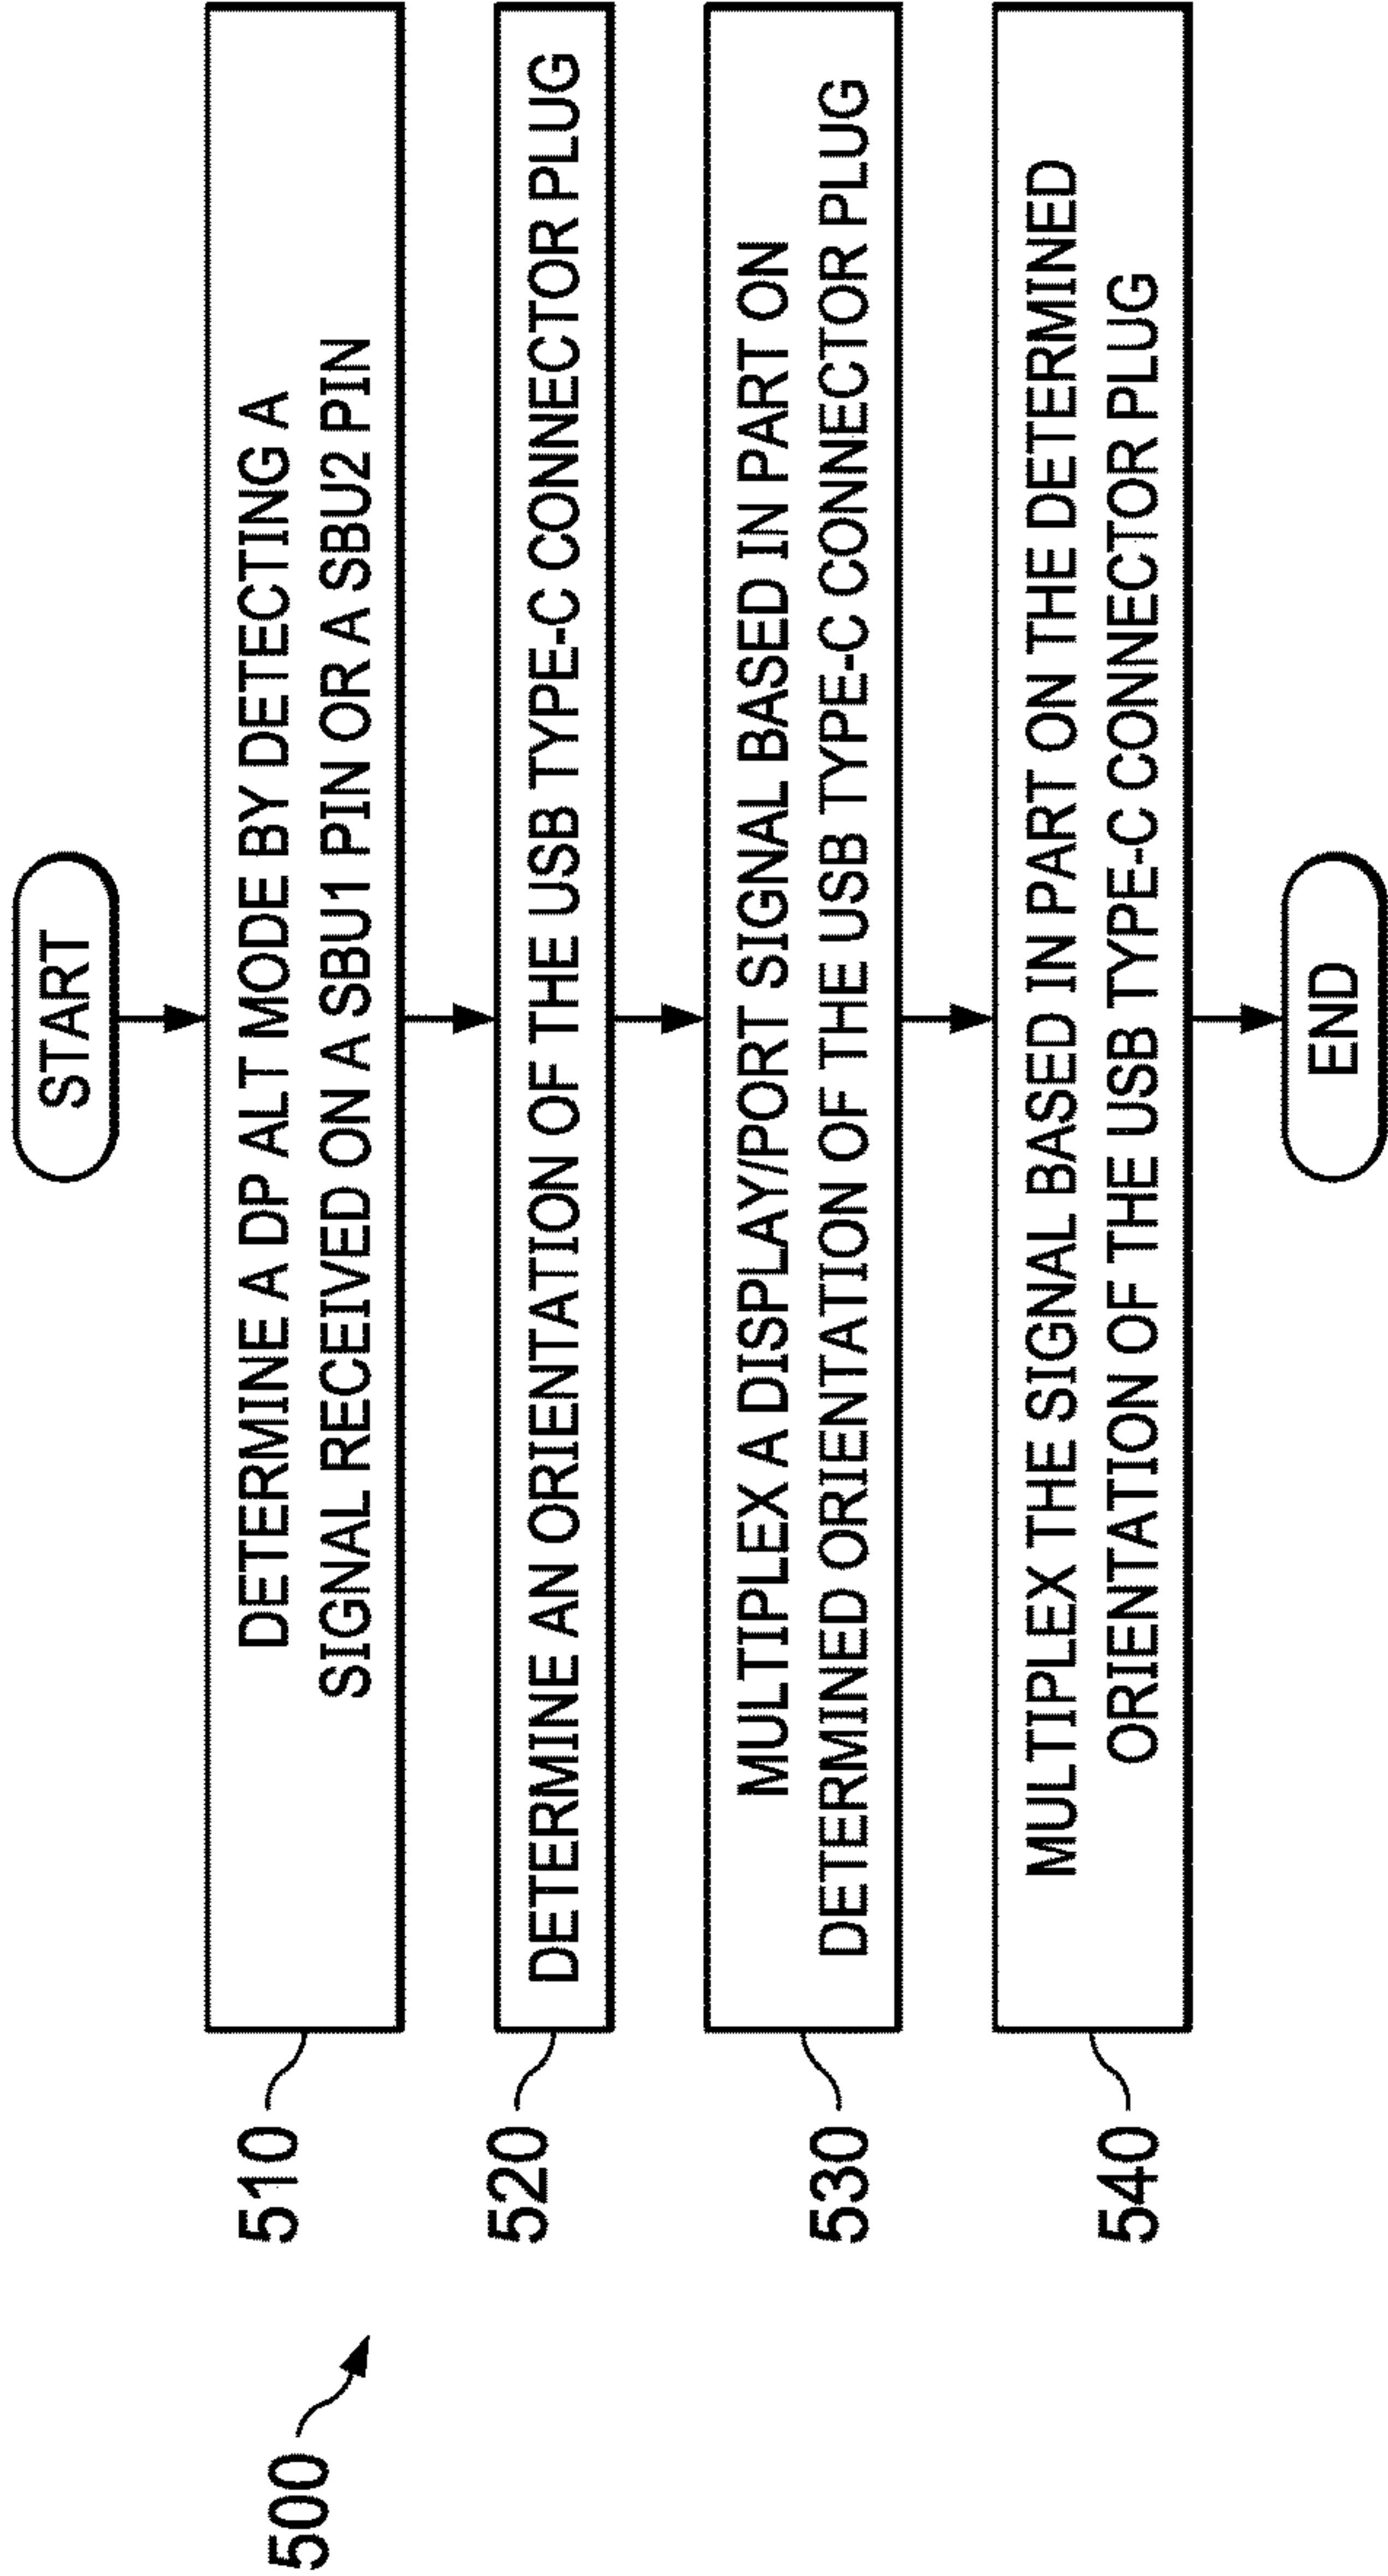 500
START
510
DETERMINE A DP ALT MODE BY DETECTING A
SIGNAL RECEIVED ON A SBU1 PIN OR A SBU2 PIN
520
DETERMINE AN ORIENTATION OF THE USB TYPE-C CONNECTOR PLUG
530
MULTIPLEX A DISPLAY/PORT SIGNAL BASED IN PART ON
DETERMINED ORIENTATION OF THE USB TYPE-C CONNECTOR PLUG
540
MULTIPLEX THE SIGNAL BASED IN PART ON THE DETERMINED
ORIENTATION OF THE USB TYPE-C CONNECTOR PLUG
END